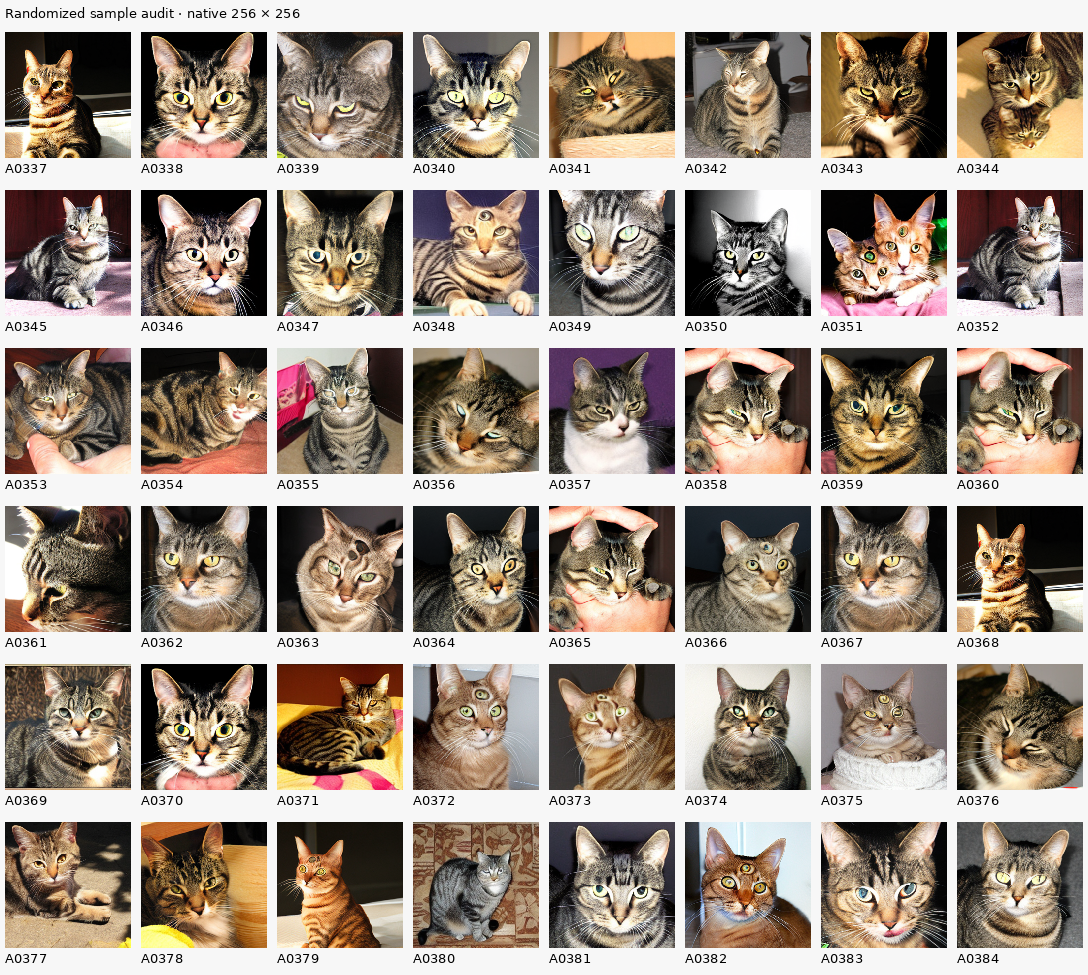 Randomized sample audit · native 256 × 256
A0337 A0338 A0339 A0340 A0341 A0342 A0343 A0344
A0345 A0346 A0347 A0348 A0349 A0350 A0351 A0352
A0353 A0354 A0355 A0356 A0357 A0358 A0359 A0360
A0361 A0362 A0363 A0364 A0365 A0366 A0367 A0368
A0369 A0370 A0371 A0372 A0373 A0374 A0375 A0376
A0377 A0378 A0379 A0380 A0381 A0382 A0383 A0384